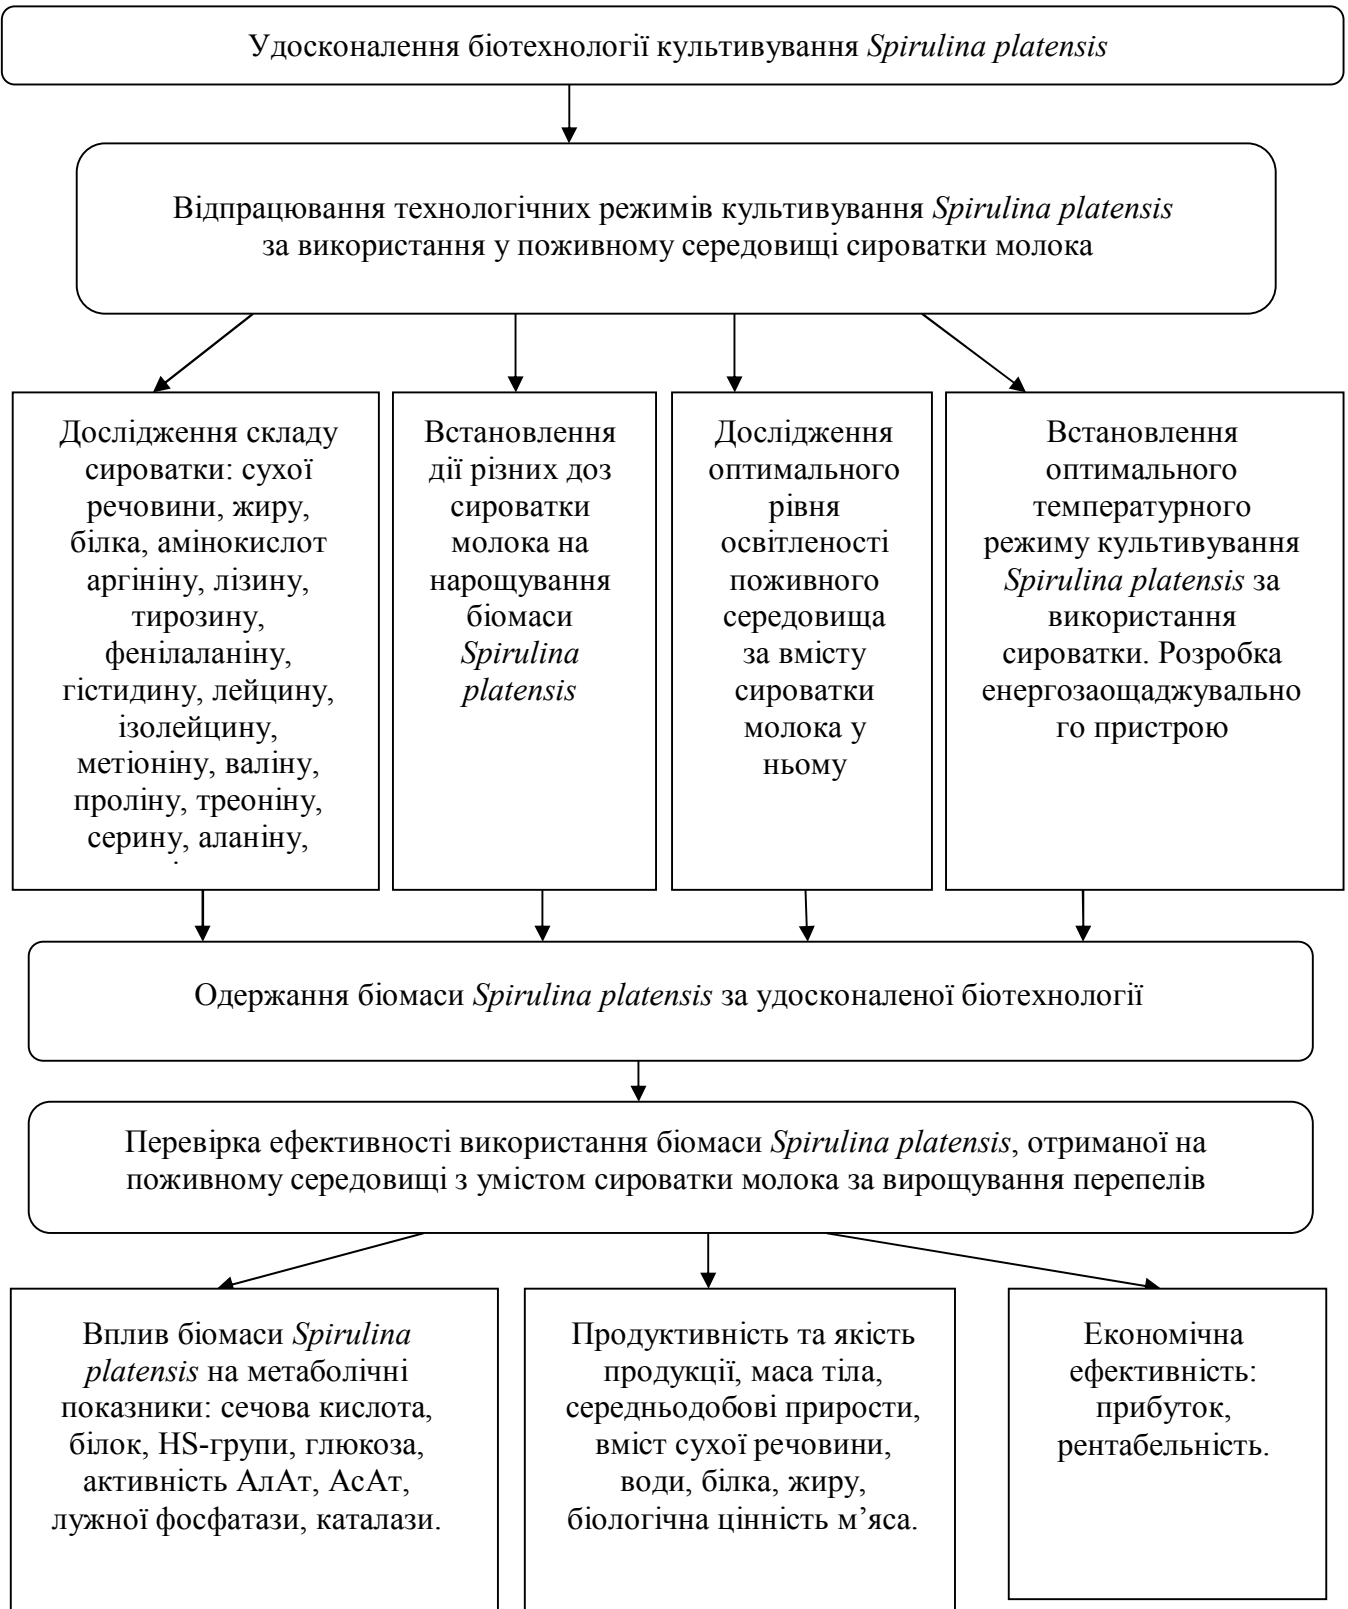 Удосконалення біотехнології культивування Spirulina platensis
Відпрацювання технологічних режимів культивування Spirulina platensis
за використання у поживному середовищі сироватки молока
Дослідження складу
сироватки: сухої
речовини, жиру,
білка, амінокислот
аргініну, лізину,
тирозину,
фенілаланіну,
гістидину, лейцину,
ізолейцину,
метіоніну, валіну,
проліну, треоніну,
серину, аланіну,
Встановлення
дії різних доз
сироватки
молока на
нарощування
біомаси
Spirulina
platensis
Дослідження
оптимального
рівня
освітленості
поживного
середовища
за вмісту
сироватки
молока у
ньому
Встановлення
оптимального
температурного
режиму культивування
Spirulina platensis за
використання
сироватки. Розробка
енергозаощаджувально
го пристрою
Одержання біомаси Spirulina platensis за удосконаленої біотехнології
Перевірка ефективності використання біомаси Spirulina platensis, отриманої на
поживному середовищі з умістом сироватки молока за вирощування перепелів
Вплив біомаси Spirulina
platensis на метаболічні
показники: сечова кислота,
білок, HS-групи, глюкоза,
активність АлАт, АсАт,
лужної фосфатази, каталази.
Продуктивність та якість
продукції, маса тіла,
середньодобові прирости,
вміст сухої речовини,
води, білка, жиру,
біологічна цінність м’яса.
Економічна
ефективність:
прибуток,
рентабельність.